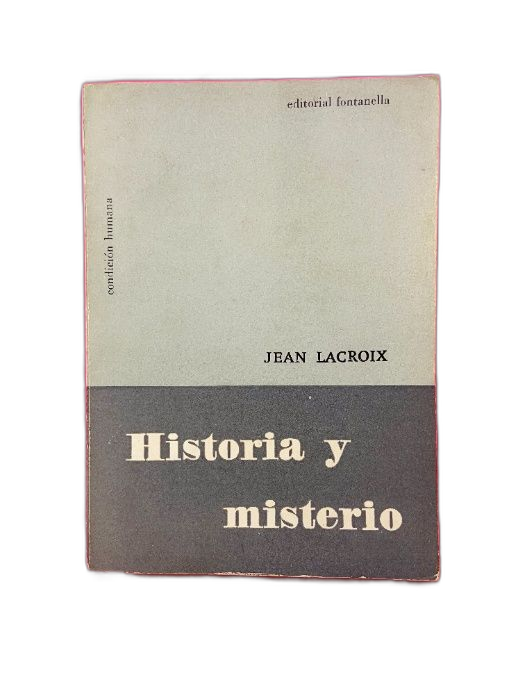 editorial fontanella
condición humana
JEAN LACROIX
Historia y
misterio